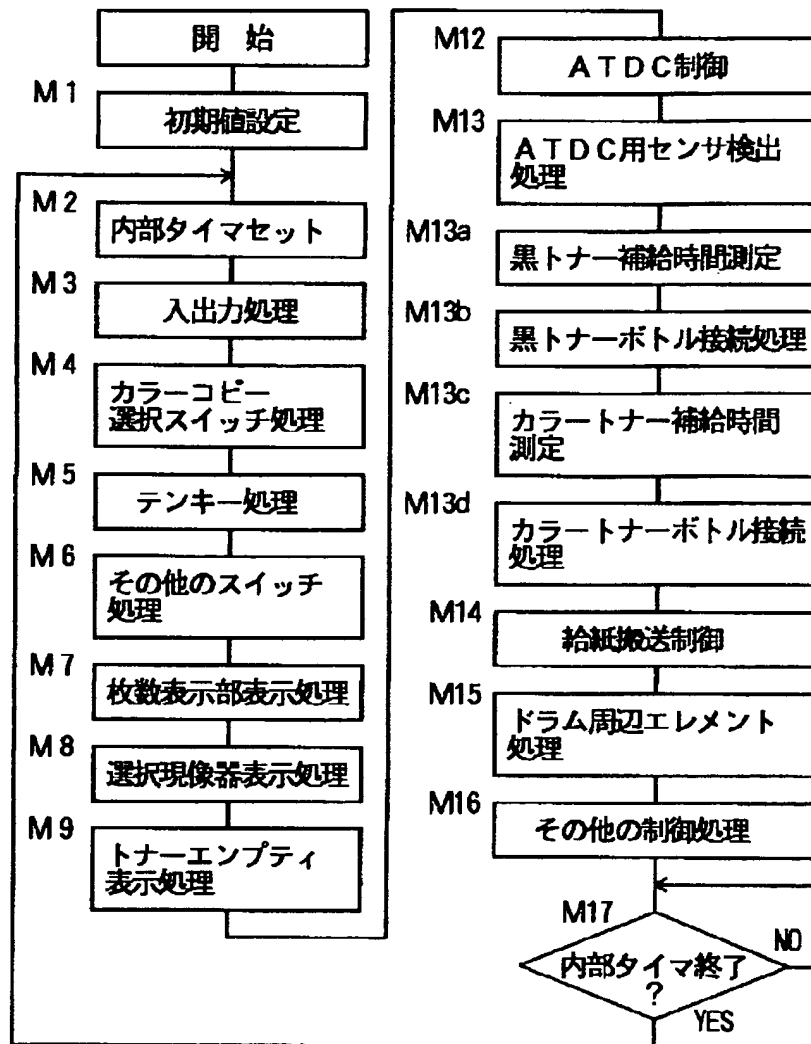 開 始
M1
初期値設定
M2
内部タイマセット
M3
入出力処理
M4
カラーコピー
選択スイッチ処理
M5
テンキー処理
M6
その他のスイッチ
処理
M7
枚数表示部表示処理
M8
選択現像器表示処理
M9
トナーエンプティ
表示処理
M12
ATDC制御
M13
ATDC用センサ検出
処理
M13a
黒トナー補給時間測定
M13b
黒トナーボトル接続処理
M13c
カラートナー補給時間
測定
M13d
カラートナーボトル接続
処理
M14
給紙搬送制御
M15
ドラム周辺エレメント
処理
M16
その他の制御処理
M17
内部タイマ終了
?
NO
YES